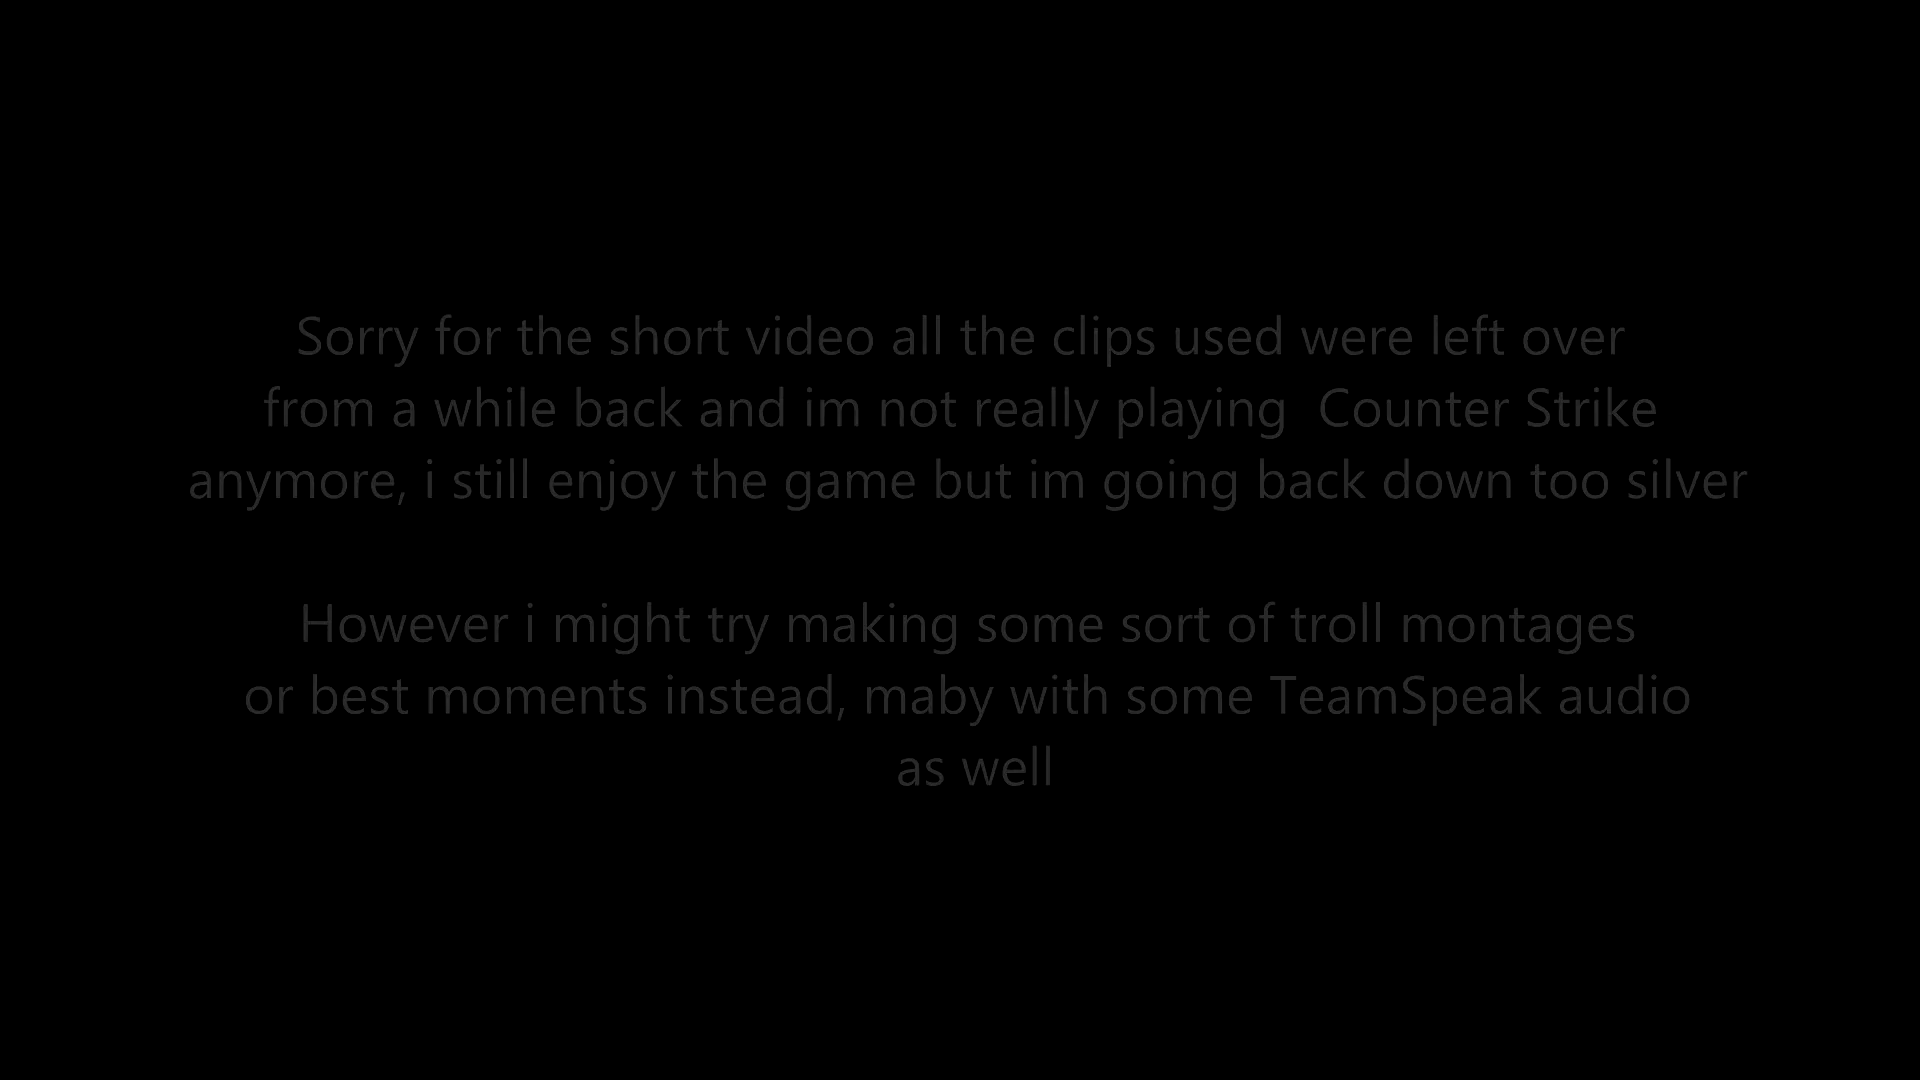 Sorry for the short video all the clips used were left over
from a while back and im not really playing  Counter Strike
anymore, i still enjoy the game but im going back down too silver
However i might try making some sort of troll montages
or best moments instead, maby with some TeamSpeak audio
as well